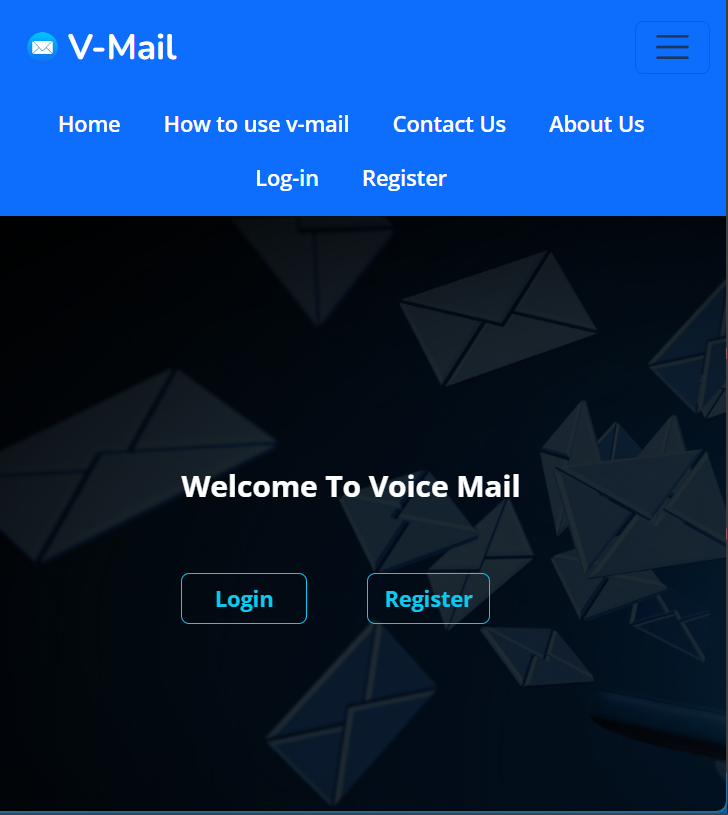 V-Mail
Home How to use v-mail Contact Us About Us
Log-in Register
Welcome To Voice Mail
Login Register